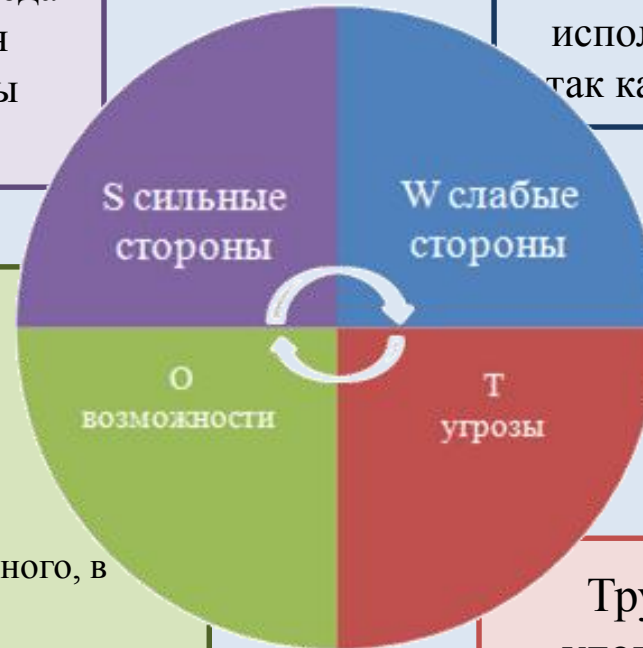 испол
так ка
S сильные
стороны
W слабые
стороны
О
возможности
Т
угрозы
ного, в
Тру